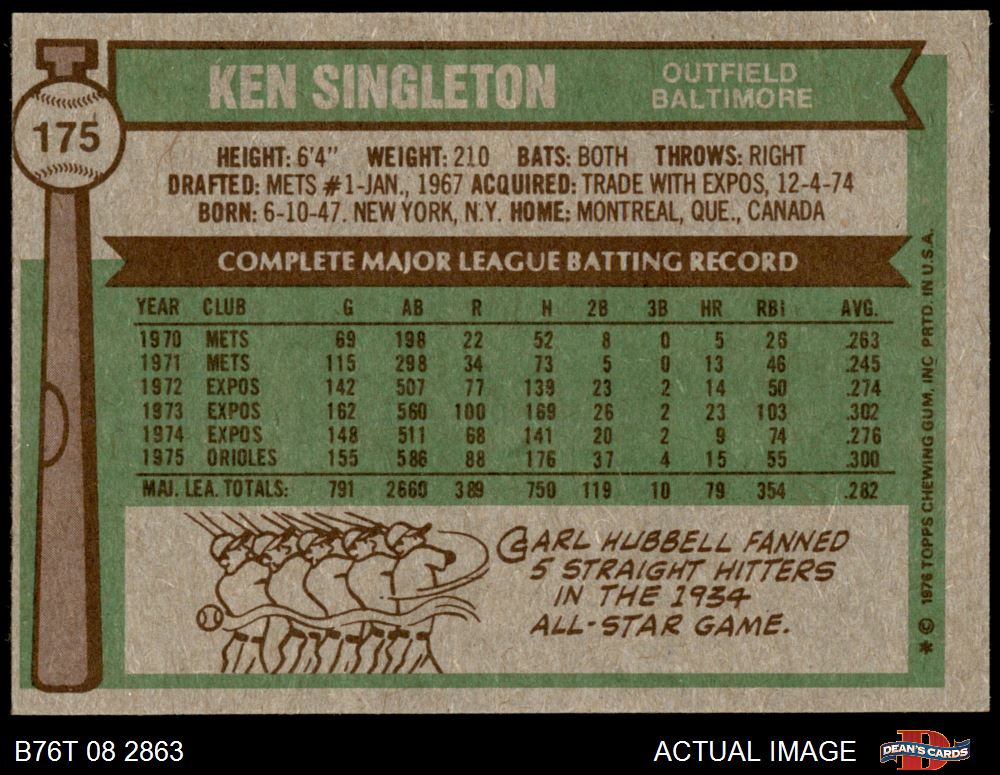 175
KEN SINGLETON
OUTFIELD
BALTIMORE
HEIGHT: 6'4" WEIGHT: 210 BATS: BOTH THROWS: RIGHT
DRAFTED: METS #1-JAN., 1967 ACQUIRED: TRADE WITH EXPOS, 12-4-74
BORN: 6-10-47. NEW YORK, N.Y. HOME: MONTREAL, QUE., CANADA
COMPLETE MAJOR LEAGUE BATTING RECORD
YEAR CLUB G AB R H 2B 3B HR RBI AVG.
1970 METS 69 198 22 52 8 0 5 26 .263
1971 METS 115 298 34 73 5 0 13 46 .245
1972 EXPOS 142 507 77 139 23 2 14 50 .274
1973 EXPOS 162 560 100 169 26 2 23 103 .302
1974 EXPOS 148 511 68 141 20 2 9 74 .276
1975 ORIOLES 155 586 88 176 37 4 15 55 .300
MAJ. LEA. TOTALS: 791 2660 389 750 119 10 79 354 .282
CARL HUBBELL FANNED
5 STRAIGHT HITTERS
IN THE 1934
ALL-STAR GAME.
* © 1976 TOPPS CHEWING GUM, INC. PRTD. IN U.S.A.
B76T 08 2863
ACTUAL IMAGE
D
DEAN'S CARDS